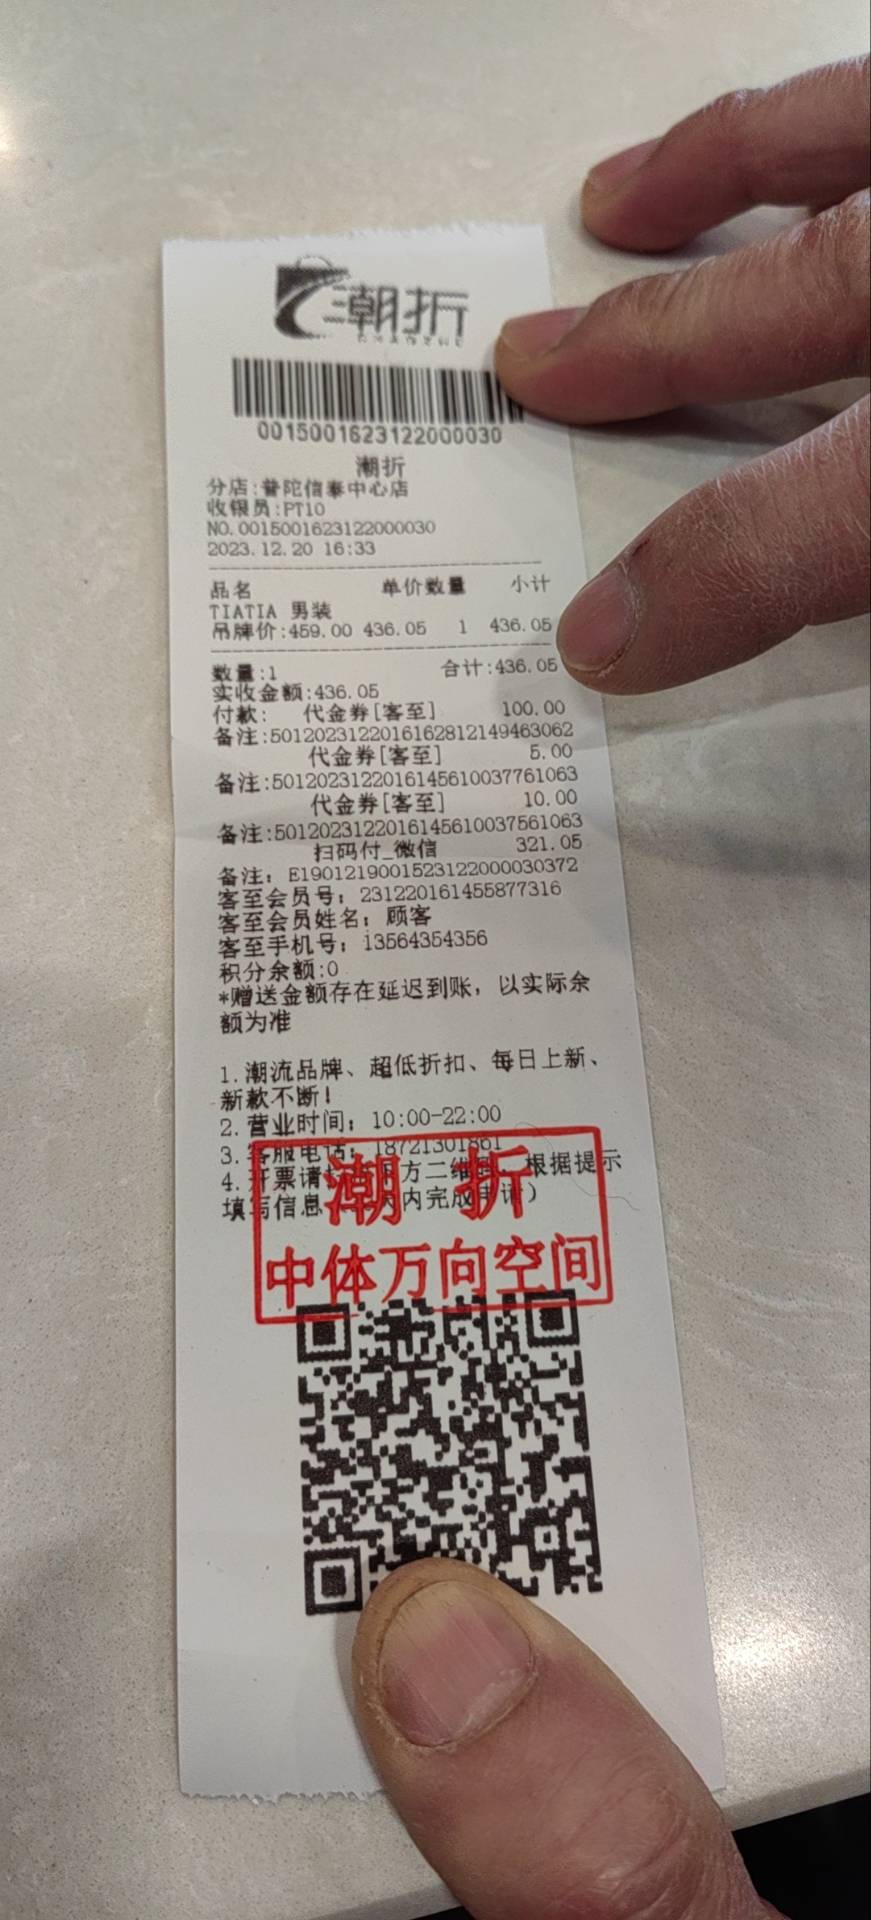 潮折
CHAOZHE
0015001623122000030
潮折
分店:普陀信泰中心店
收银员:PT10
NO.0015001623122000030
2023.12.20 16:33
品名 单价数量 小计
TIATIA 男装
吊牌价:459.00 436.05 1 436.05
数量:1 合计:436.05
实收金额:436.05
付款: 代金券[客至] 100.00
备注:5012023122016162812149463062
代金券[客至] 5.00
备注:5012023122016145610037761063
代金券[客至] 10.00
备注:5012023122016145610037561063
扫码付_微信 321.05
备注: E1901219001523122000030372
客至会员号: 231220161455877316
客至会员姓名: 顾客
客至手机号: 13564354356
积分余额:0
*赠送金额存在延迟到账, 以实际余
额为准
1.潮流品牌、超低折扣、每日上新、
新款不断!
2.营业时间: 10:00-22:00
3.客服电话: 18721301861
4.开票请 方二维 根据提示
填写信息 内完成申请)
潮 折
中体万向空间